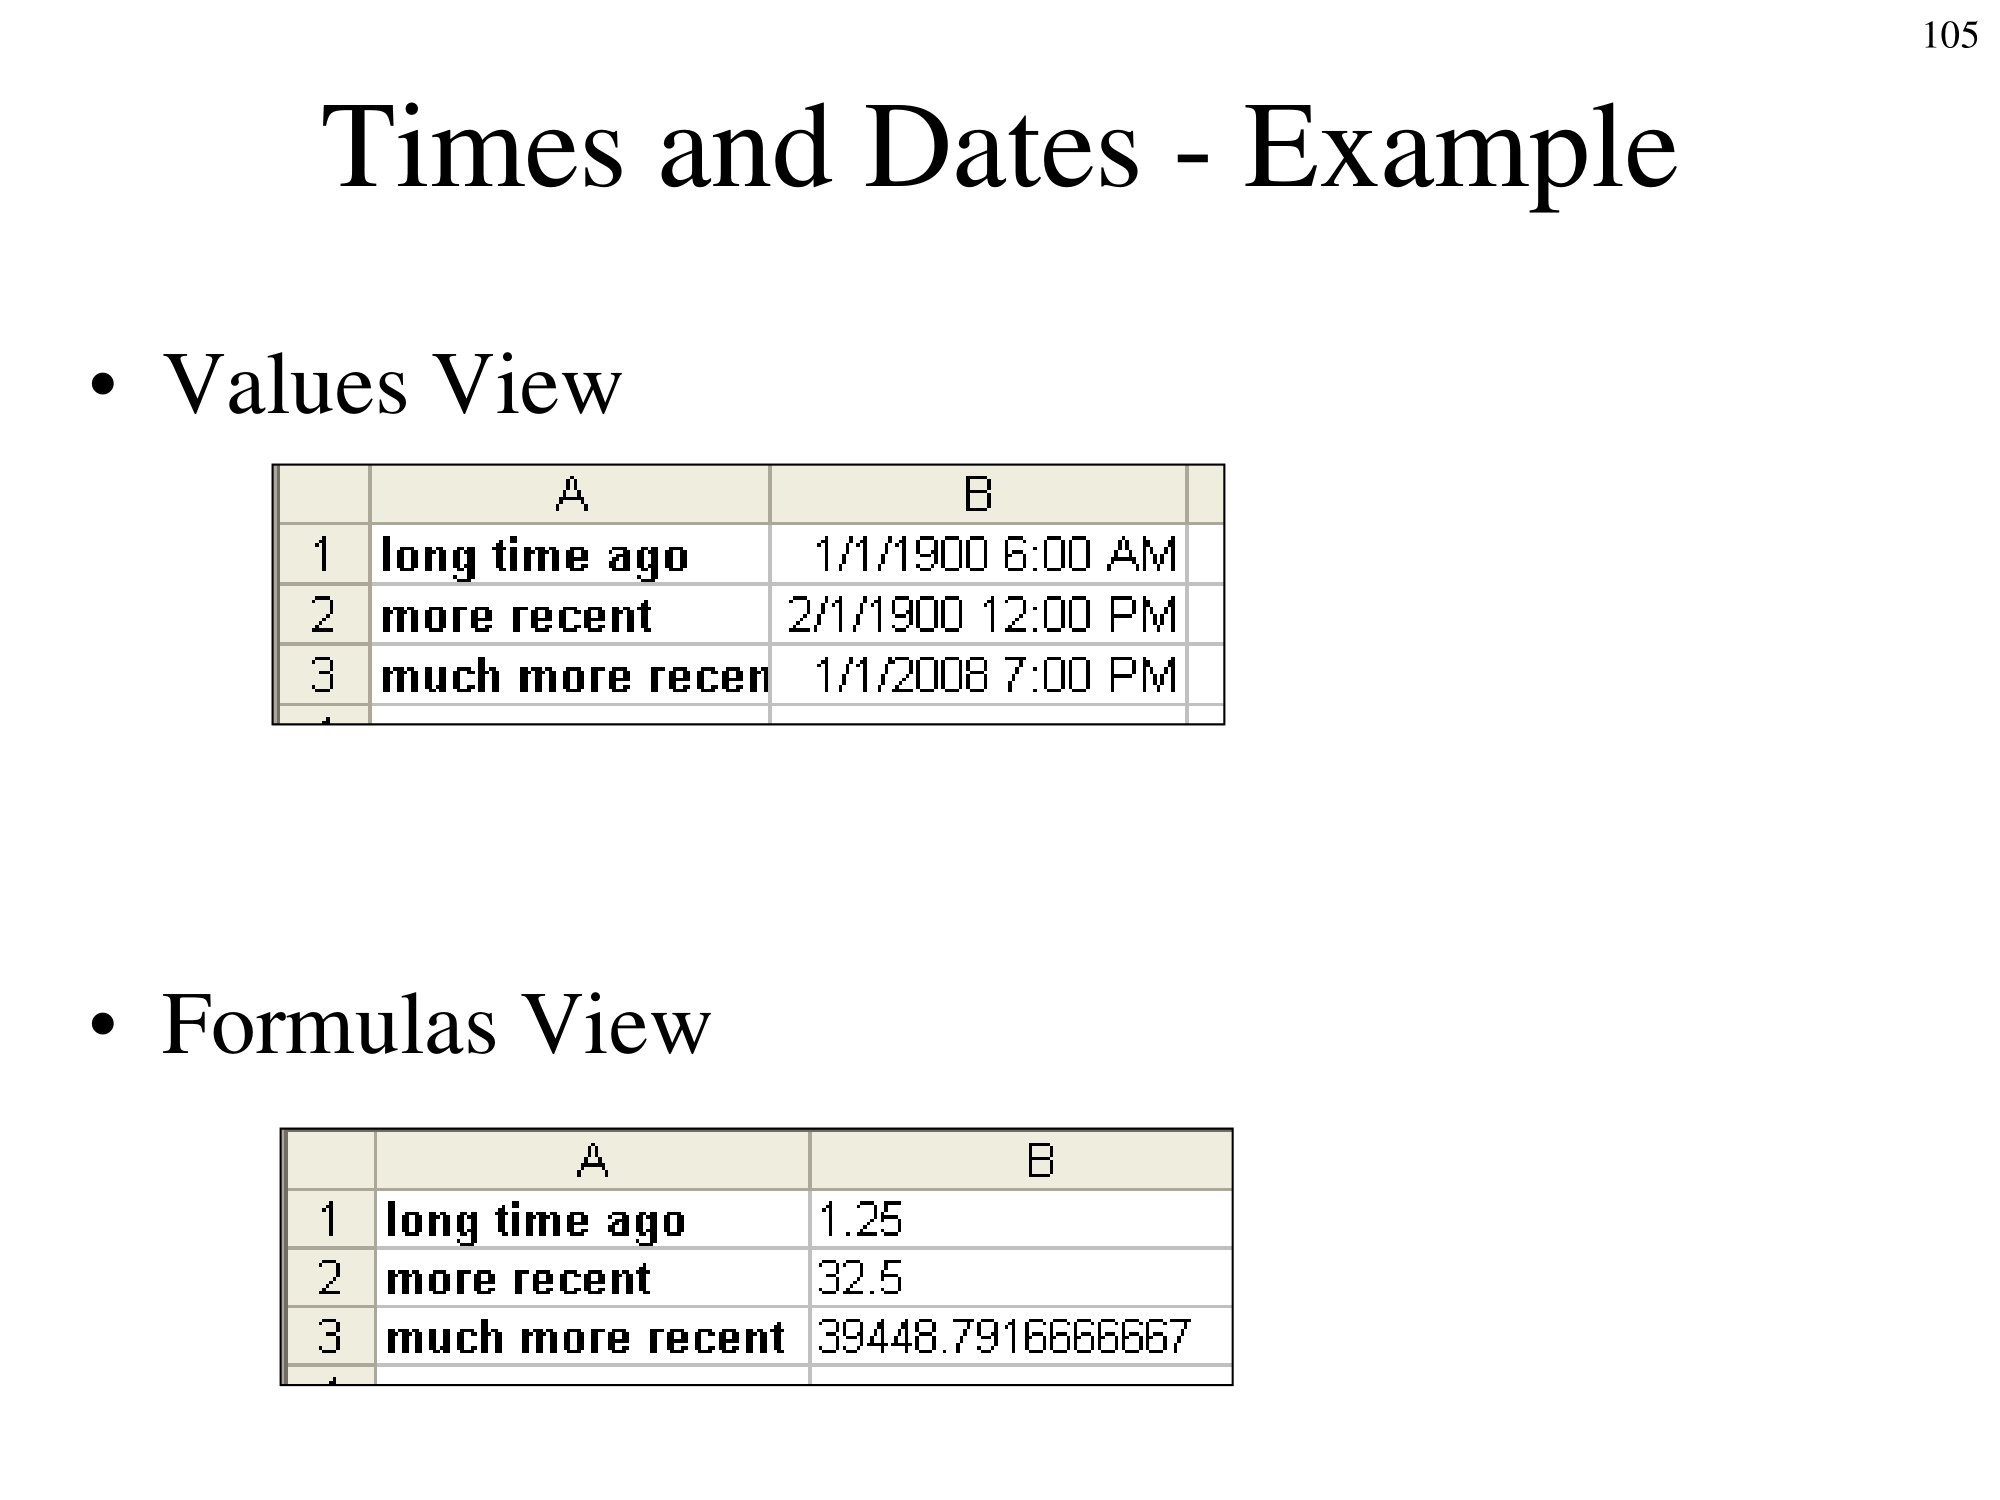 105
Times and Dates - Example
• Values View
A B
1 long time ago 1/1/1900 6:00 AM
2 more recent 2/1/1900 12:00 PM
3 much more recen 1/1/2008 7:00 PM
• Formulas View
A B
1 long time ago 1.25
2 more recent 32.5
3 much more recent 39448.7916666667